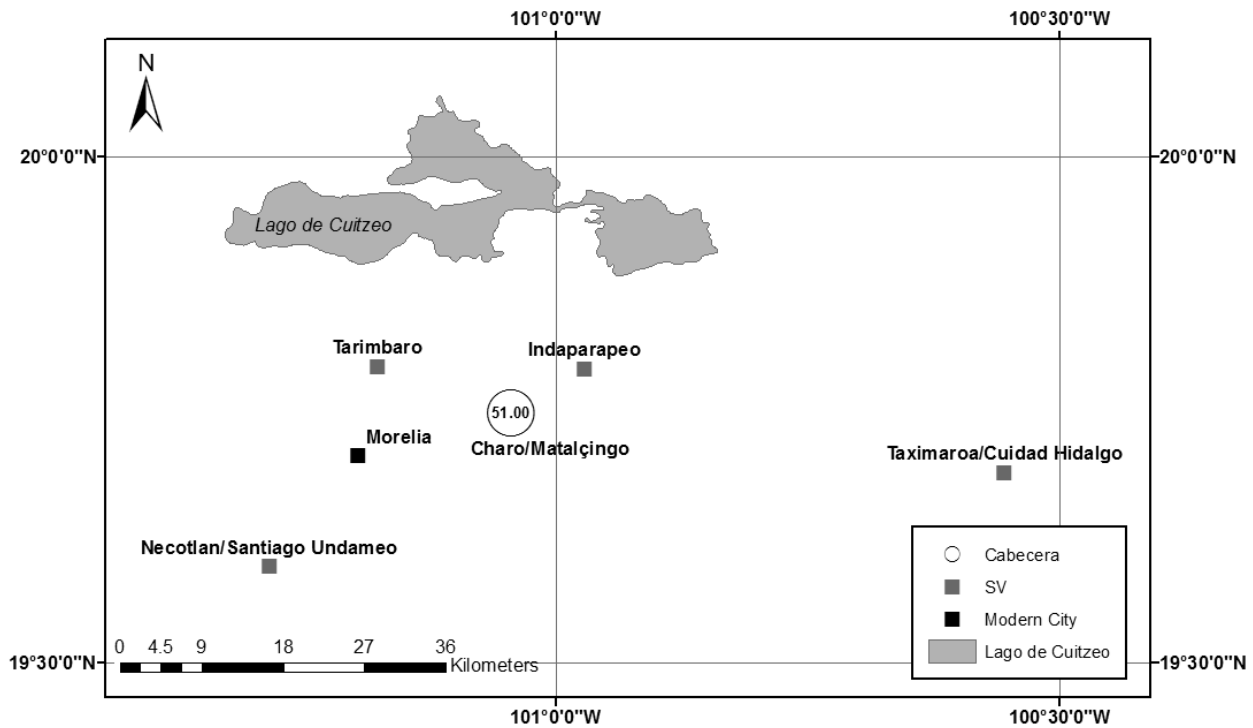 101°0'0"W
100°30'0"W
N
20°0'0"N
20°0'0"N
Lago de Cuitzeo
Tarimbaro
Indaparapeo
51.00
Morelia
Charo/Matalçingo
Taximaroa/Cuidad Hidalgo
Necotlan/Santiago Undameo
Cabecera
SV
Modern City
Lago de Cuitzeo
0 4.5 9 18 27 36
Kilometers
19°30'0"N
19°30'0"N
101°0'0"W
100°30'0"W